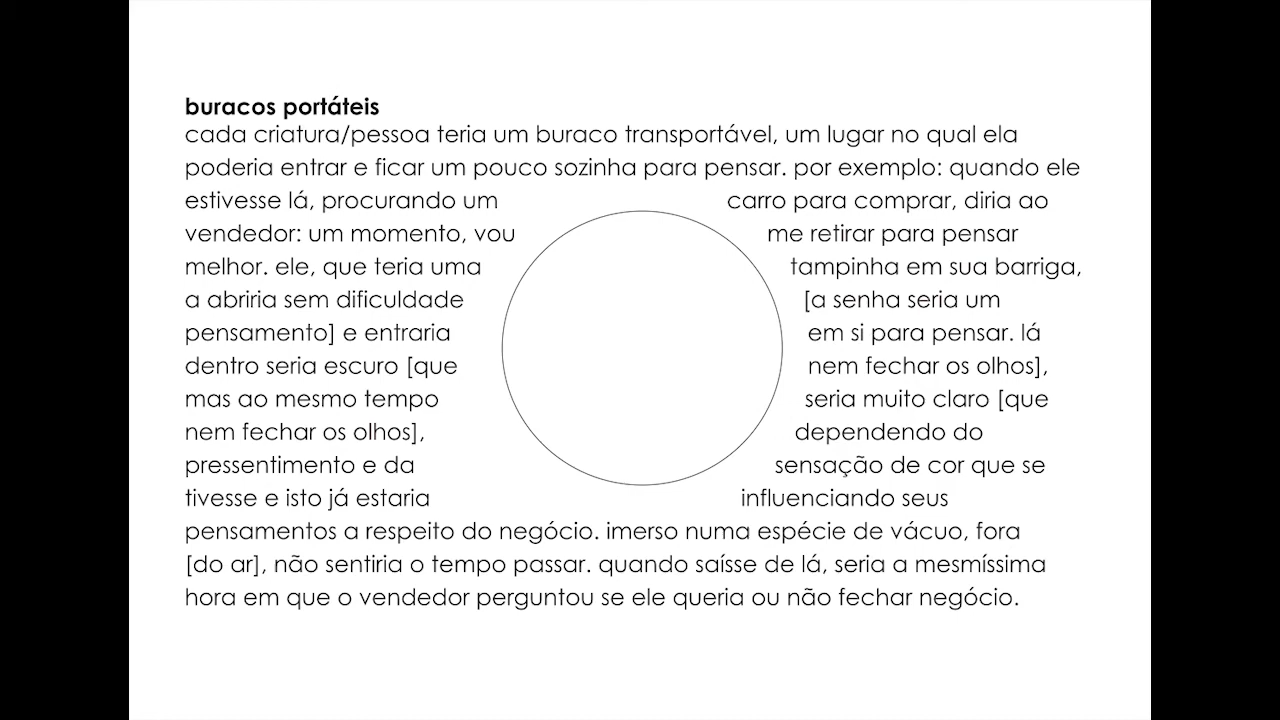 buracos portáteis
cada criatura/pessoa teria um buraco transportável, um lugar no qual ela
poderia entrar e ficar um pouco sozinha para pensar. por exemplo: quando ele
estivesse lá, procurando um carro para comprar, diria ao
vendedor: um momento, vou me retirar para pensar
melhor. ele, que teria uma tampinha em sua barriga,
a abriria sem dificuldade [a senha seria um
pensamento] e entraria em si para pensar. lá
dentro seria escuro [que nem fechar os olhos],
mas ao mesmo tempo seria muito claro [que
nem fechar os olhos], dependendo do
pressentimento e da sensação de cor que se
tivesse e isto já estaria influenciando seus
pensamentos a respeito do negócio. imerso numa espécie de vácuo, fora
[do ar], não sentiria o tempo passar. quando saísse de lá, seria a mesmíssima
hora em que o vendedor perguntou se ele queria ou não fechar negócio.